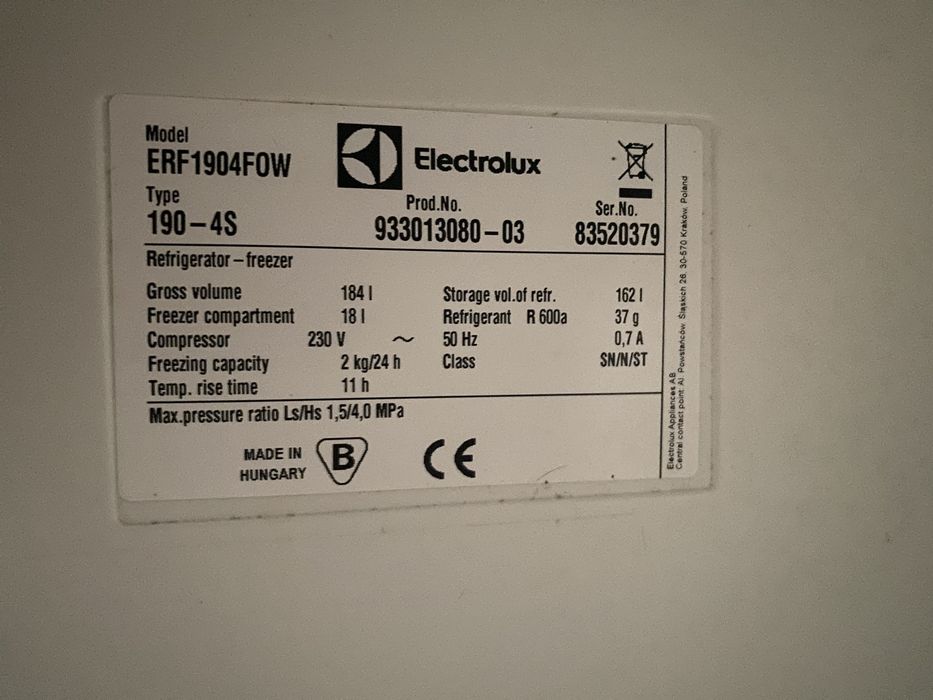 Model
ERF1904FOW
Electrolux
Type
190-4S
Prod.No.
933013080-03
Ser.No.
83520379
Refrigerator-freezer
Gross volume 184 l Storage vol.of refr. 162 l
Freezer compartment 18 l Refrigerant R 600a 37 g
Compressor 230 V ~ 50 Hz 0,7 A
Freezing capacity 2 kg/24 h Class SN/N/ST
Temp. rise time 11 h
Max.pressure ratio Ls/Hs 1,5/4,0 MPa
MADE IN
HUNGARY
B
CE
Electrolux Appliances AB
Central contact point: Al. Powstańców Śląskich 26, 30-570 Kraków, Poland